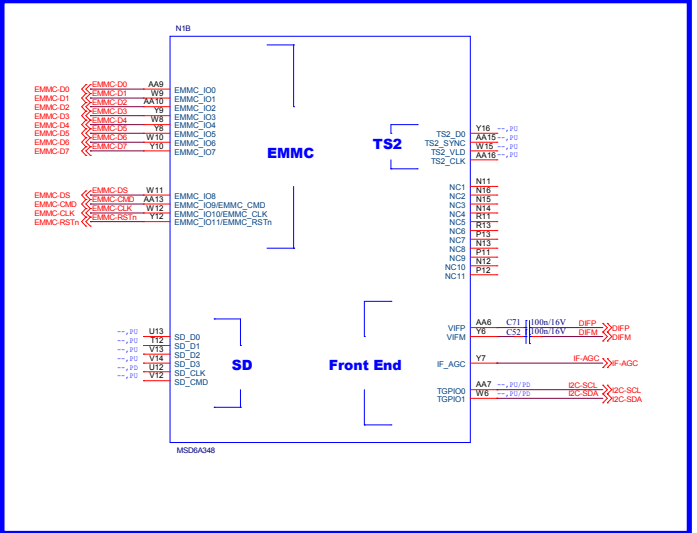 N1B
EMMC-D0 EMMC-D0 AA9 EMMC_IO0
EMMC-D1 EMMC-D1 W9 EMMC_IO1
EMMC-D2 EMMC-D2 AA10 EMMC_IO2
EMMC-D3 EMMC-D3 Y9 EMMC_IO3
EMMC-D4 EMMC-D4 W8 EMMC_IO4
EMMC-D5 EMMC-D5 Y8 EMMC_IO5
EMMC-D6 EMMC-D6 W10 EMMC_IO6
EMMC-D7 EMMC-D7 Y10 EMMC_IO7
EMMC
TS2
TS2_D0 Y16 --,PU
TS2_SYNC AA15 --,PU
TS2_VLD W15 --,PU
TS2_CLK AA16 --,PU
EMMC-DS EMMC-DS W11 EMMC_IO8
EMMC-CMD EMMC-CMD AA13 EMMC_IO9/EMMC_CMD
EMMC-CLK EMMC-CLK W12 EMMC_IO10/EMMC_CLK
EMMC-RSTn EMMC-RSTn Y12 EMMC_IO11/EMMC_RSTn
NC1 N11
NC2 N16
NC3 N15
NC4 N14
NC5 R11
NC6 R13
NC7 P13
NC8 N13
NC9 P11
NC10 N12
NC11 P12
--,PU U13 SD_D0
--,PU T12 SD_D1
--,PU V13 SD_D2
--,PU V14 SD_D3
--,PD U12 SD_CLK
--,PU V12 SD_CMD
SD
Front End
VIFP AA6 C71 100n/16V DIFP DIFP
VIFM Y6 C52 100n/16V DIFM DIFM
IF_AGC Y7 IF-AGC IF-AGC
TGPIO0 AA7 --,PU/PD I2C-SCL I2C-SCL
TGPIO1 W6 --,PU/PD I2C-SDA I2C-SDA
MSD6A348